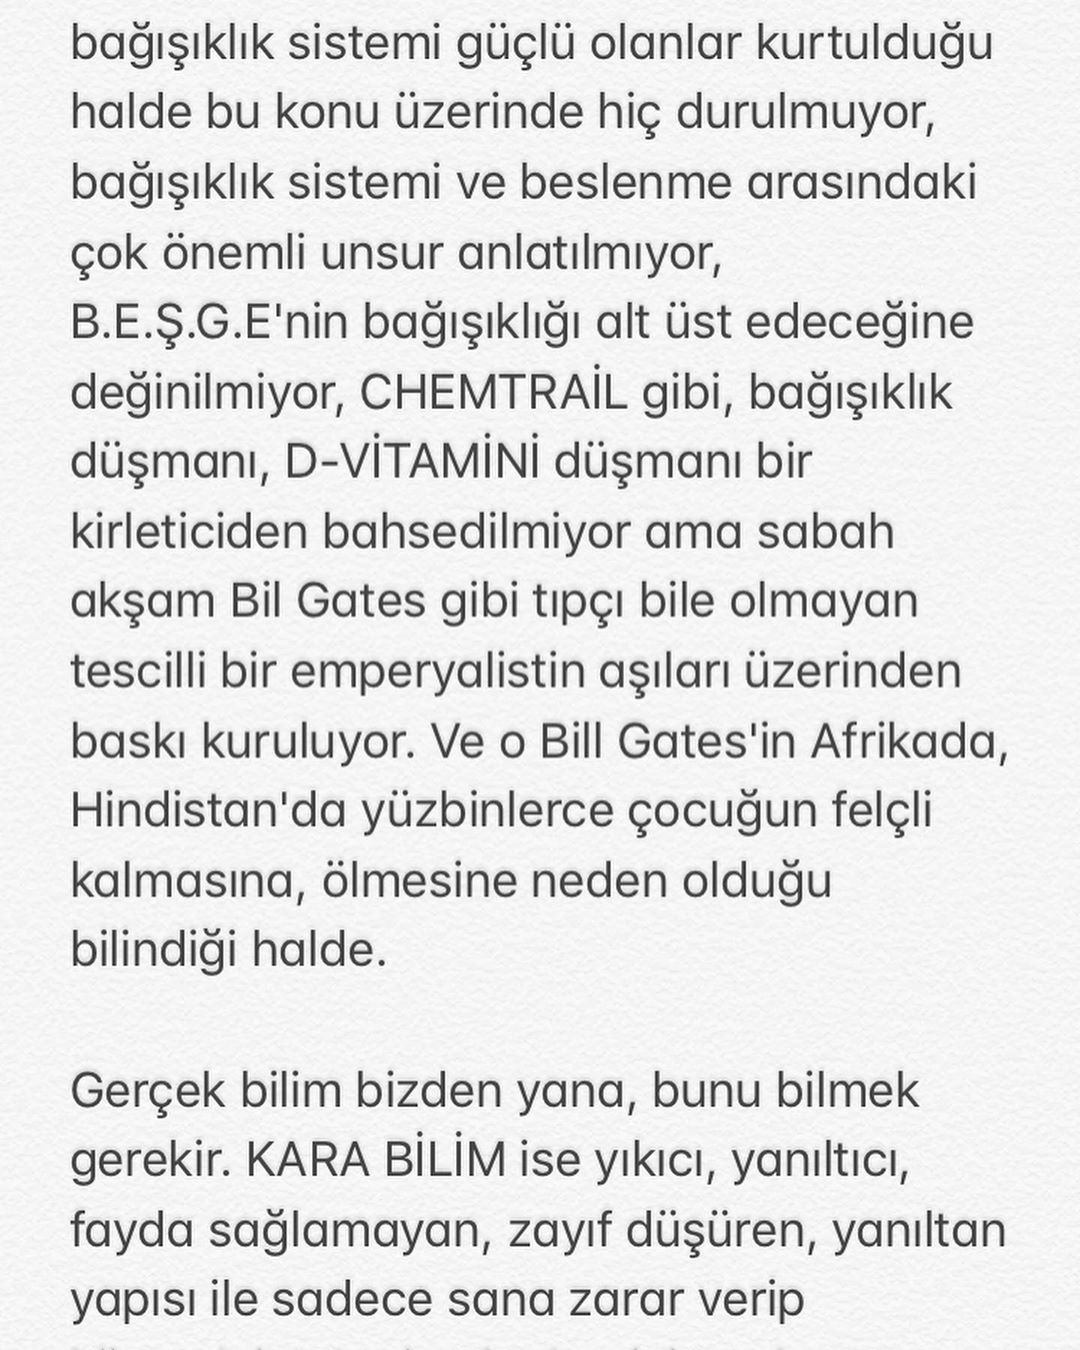 bağışıklık sistemi güçlü olanlar kurtulduğu
halde bu konu üzerinde hiç durulmuyor,
bağışıklık sistemi ve beslenme arasındaki
çok önemli unsur anlatılmıyor,
B.E.Ş.G.E'nin bağışıklığı alt üst edeceğine
değinilmiyor, CHEMTRAİL gibi, bağışıklık
düşmanı, D-VİTAMİNİ düşmanı bir
kirleticiden bahsedilmiyor ama sabah
akşam Bil Gates gibi tıpçı bile olmayan
tescilli bir emperyalistin aşıları üzerinden
baskı kuruluyor. Ve o Bill Gates'in Afrikada,
Hindistan'da yüzbinlerce çocuğun felçli
kalmasına, ölmesine neden olduğu
bilindiği halde.
Gerçek bilim bizden yana, bunu bilmek
gerekir. KARA BİLİM ise yıkıcı, yanıltıcı,
fayda sağlamayan, zayıf düşüren, yanıltan
yapısı ile sadece sana zarar verip